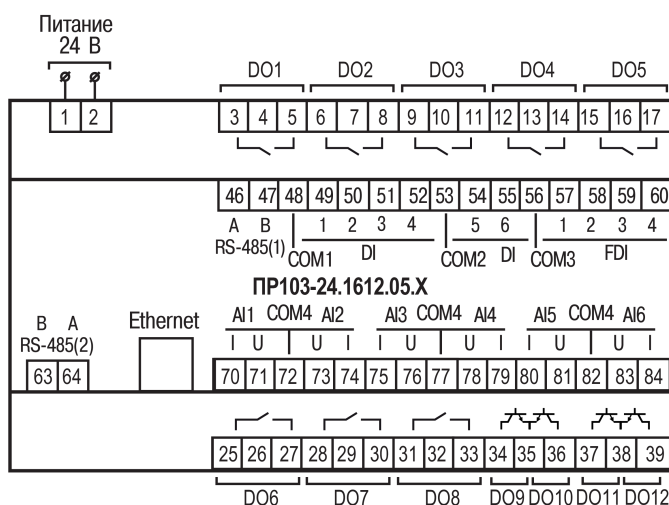 Питание
24 В
DO1 DO2 DO3 DO4 DO5
1 2 3 4 5 6 7 8 9 10 11 12 13 14 15 16 17
46 47 48 49 50 51 52 53 54 55 56 57 58 59 60
A B 1 2 3 4 5 6 1 2 3 4
RS-485(1) COM1 DI COM2 DI COM3 FDI
ПР103-24.1612.05.X
B A Ethernet AI1 COM4 AI2 AI3 COM4 AI4 AI5 COM4 AI6
RS-485(2) I U U I I U U I I U U I
63 64 70 71 72 73 74 75 76 77 78 79 80 81 82 83 84
25 26 27 28 29 30 31 32 33 34 35 36 37 38 39
DO6 DO7 DO8 DO9 DO10 DO11 DO12